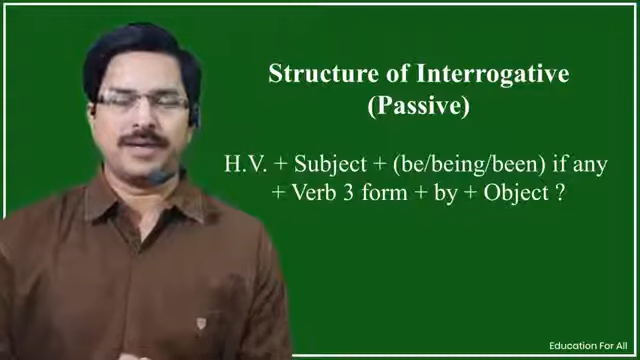 Structure of Interrogative
(Passive)
H.V. + Subject + (be/being/been) if any
+ Verb 3 form + by + Object ?
Education For All